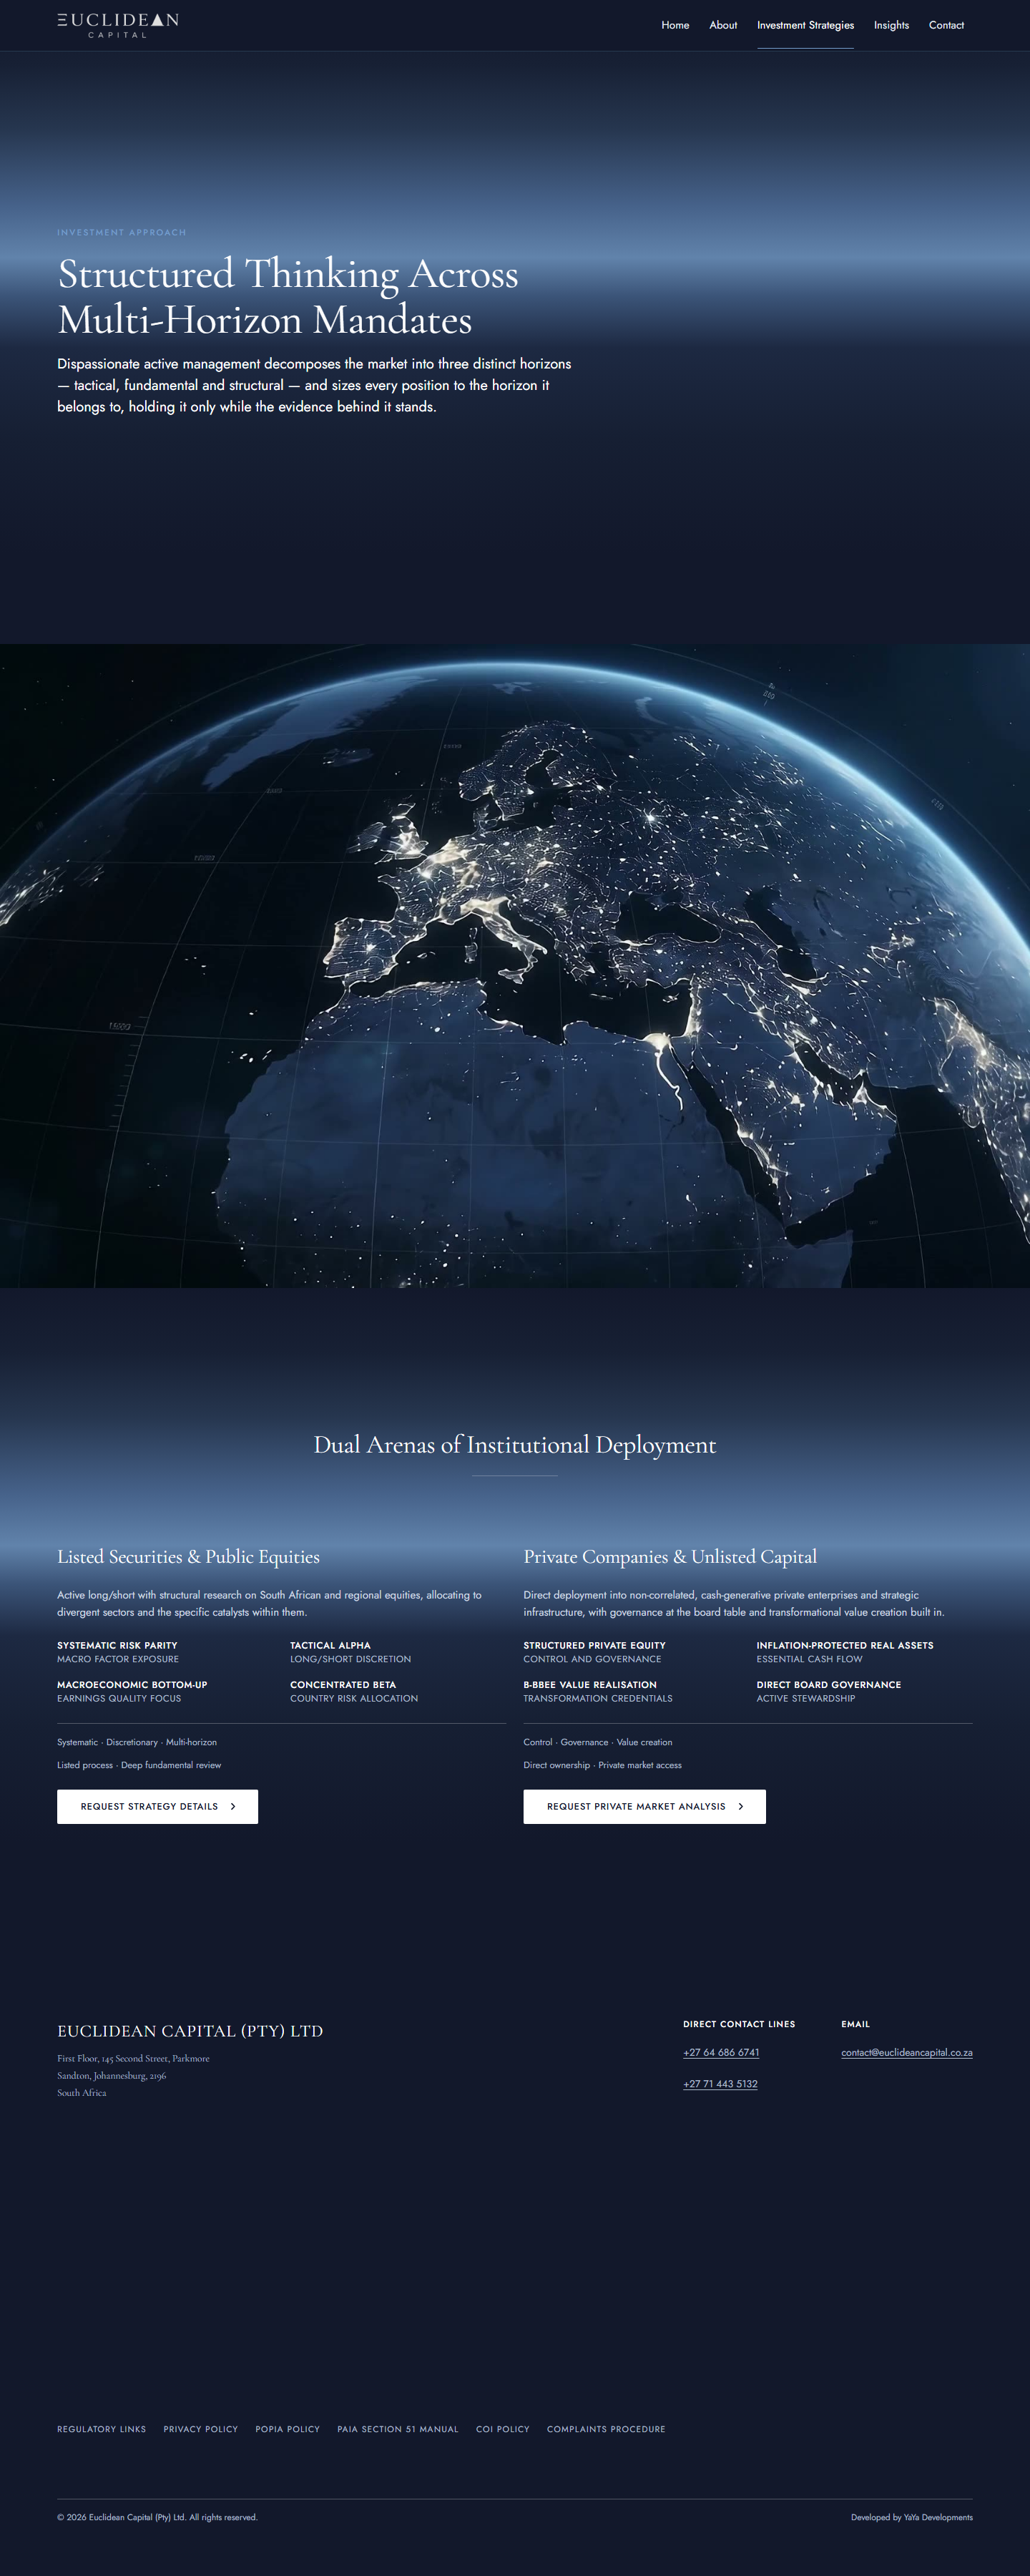 EUCLIDEAN
CAPITAL
Home About Investment Strategies Insights Contact
INVESTMENT APPROACH
Structured Thinking Across
Multi-Horizon Mandates
Dispassionate active management decomposes the market into three distinct horizons
— tactical, fundamental and structural — and sizes every position to the horizon it
belongs to, holding it only while the evidence behind it stands.
Dual Arenas of Institutional Deployment
Listed Securities & Public Equities
Active long/short with structural research on South African and regional equities, allocating to
divergent sectors and the specific catalysts within them.
SYSTEMATIC RISK PARITY
MACRO FACTOR EXPOSURE
TACTICAL ALPHA
LONG/SHORT DISCRETION
MACROECONOMIC BOTTOM-UP
EARNINGS QUALITY FOCUS
CONCENTRATED BETA
COUNTRY RISK ALLOCATION
Systematic · Discretionary · Multi-horizon
Listed process · Deep fundamental review
REQUEST STRATEGY DETAILS
Private Companies & Unlisted Capital
Direct deployment into non-correlated, cash-generative private enterprises and strategic
infrastructure, with governance at the board table and transformational value creation built in.
STRUCTURED PRIVATE EQUITY
CONTROL AND GOVERNANCE
INFLATION-PROTECTED REAL ASSETS
ESSENTIAL CASH FLOW
B-BBEE VALUE REALISATION
TRANSFORMATION CREDENTIALS
DIRECT BOARD GOVERNANCE
ACTIVE STEWARDSHIP
Control · Governance · Value creation
Direct ownership · Private market access
REQUEST PRIVATE MARKET ANALYSIS
EUCLIDEAN CAPITAL (PTY) LTD
First Floor, 145 Second Street, Parkmore
Sandton, Johannesburg, 2196
South Africa
DIRECT CONTACT LINES
+27 64 686 6741
+27 71 443 5132
EMAIL
contact@euclideancapital.co.za
REGULATORY LINKS PRIVACY POLICY POPIA POLICY PAIA SECTION 51 MANUAL COI POLICY COMPLAINTS PROCEDURE
© 2026 Euclidean Capital (Pty) Ltd. All rights reserved.
Developed by YaYa Developments